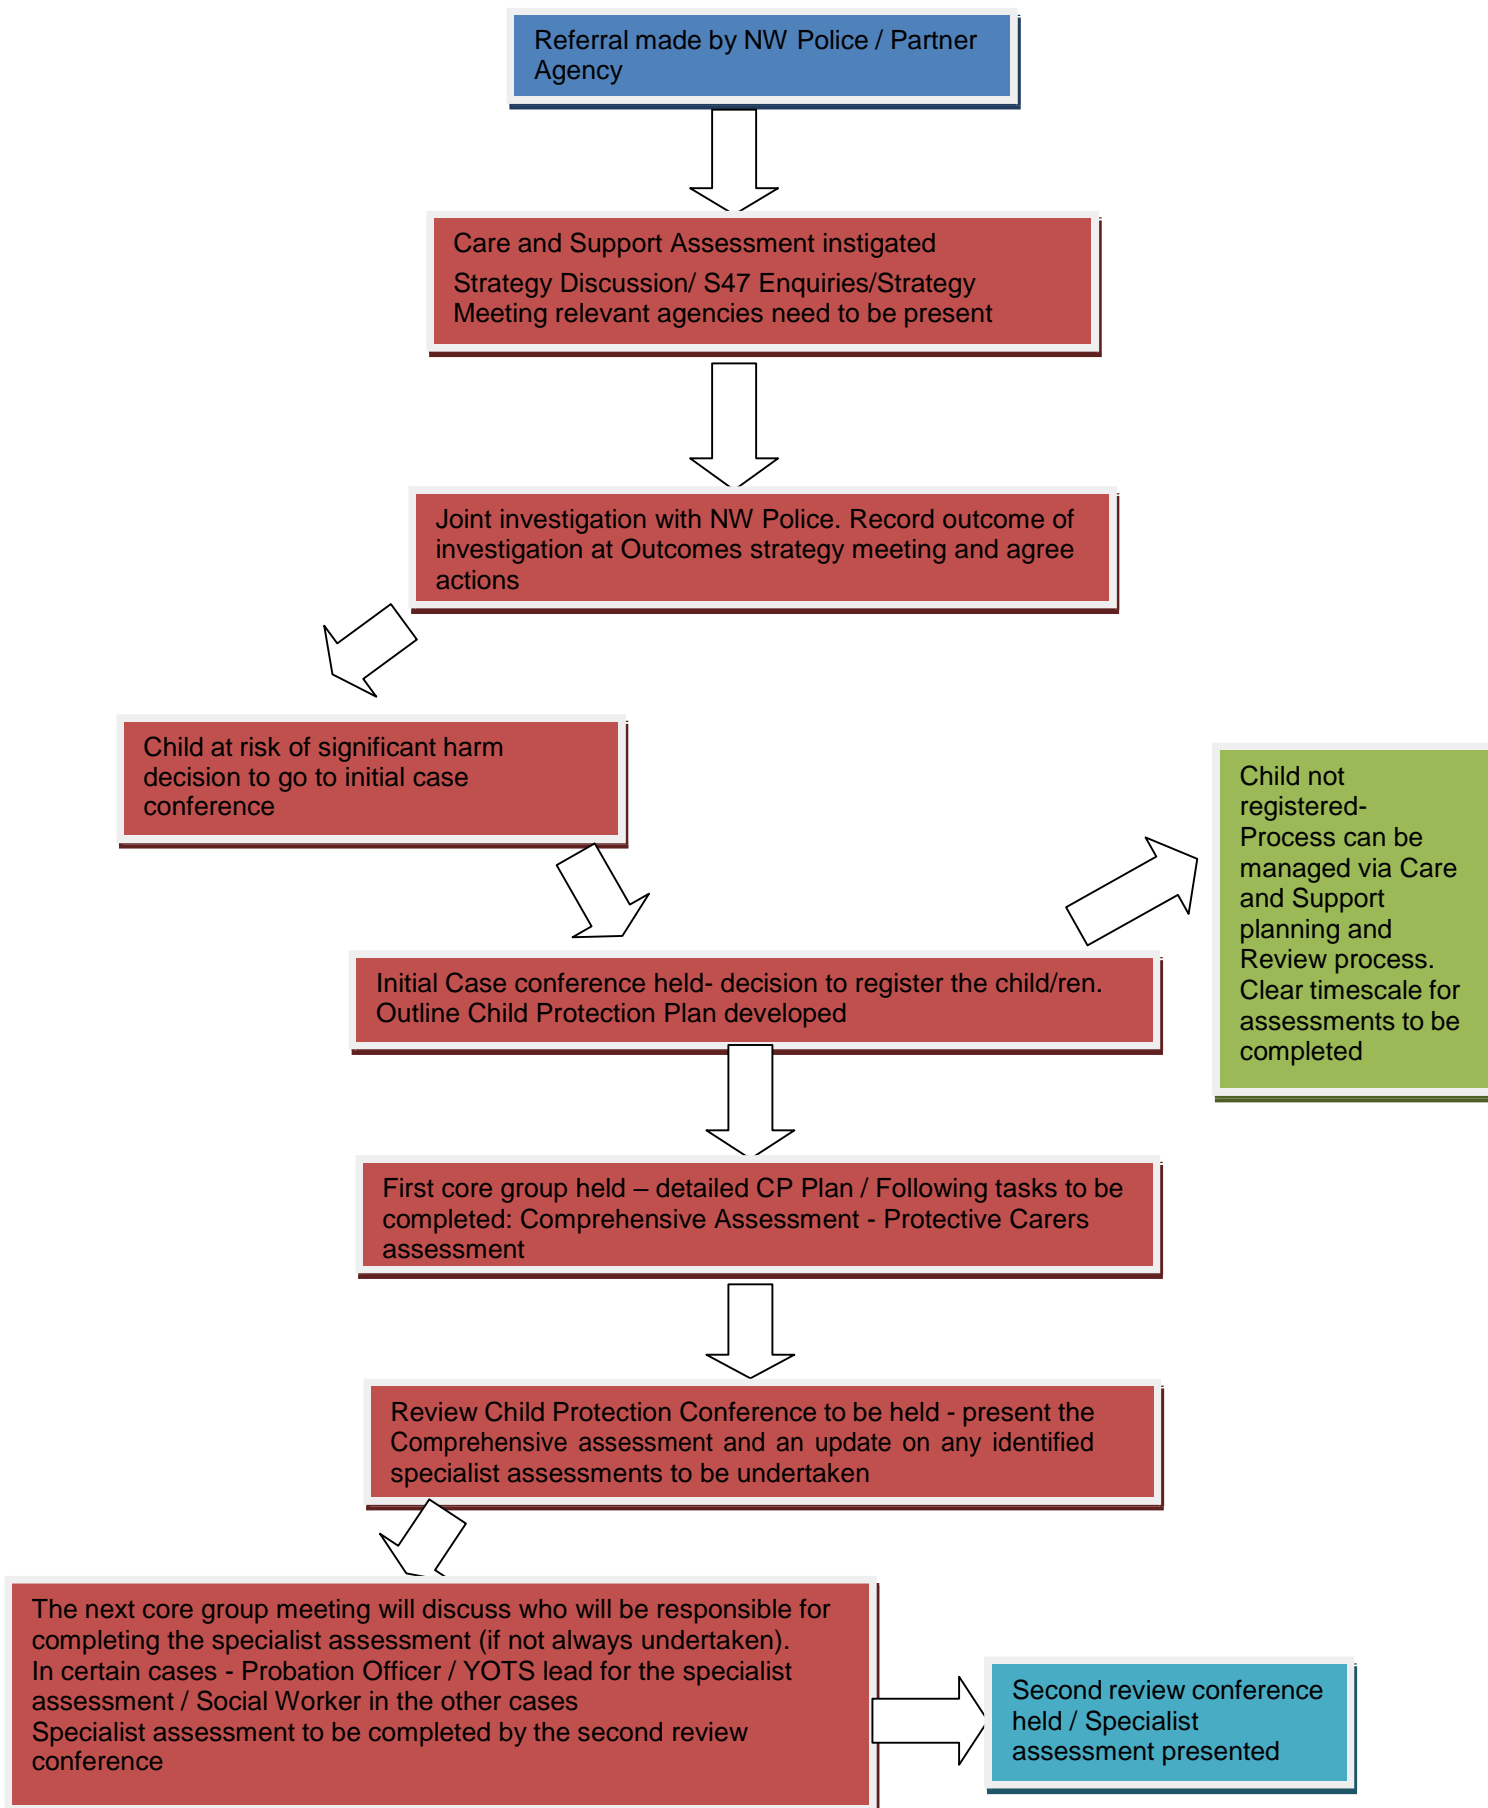 Referral made by NW Police / Partner
Agency
Care and Support Assessment instigated
Strategy Discussion/ S47 Enquiries/Strategy
Meeting relevant agencies need to be present
Joint investigation with NW Police. Record outcome of
investigation at Outcomes strategy meeting and agree
actions
Child at risk of significant harm
decision to go to initial case
conference
Child not
registered-
Process can be
managed via Care
and Support
planning and
Review process.
Clear timescale for
assessments to be
completed
Initial Case conference held- decision to register the child/ren.
Outline Child Protection Plan developed
First core group held – detailed CP Plan / Following tasks to be
completed: Comprehensive Assessment - Protective Carers
assessment
Review Child Protection Conference to be held - present the
Comprehensive assessment and an update on any identified
specialist assessments to be undertaken
The next core group meeting will discuss who will be responsible for
completing the specialist assessment (if not always undertaken).
In certain cases - Probation Officer / YOTS lead for the specialist
assessment / Social Worker in the other cases
Specialist assessment to be completed by the second review
conference
Second review conference
held / Specialist
assessment presented